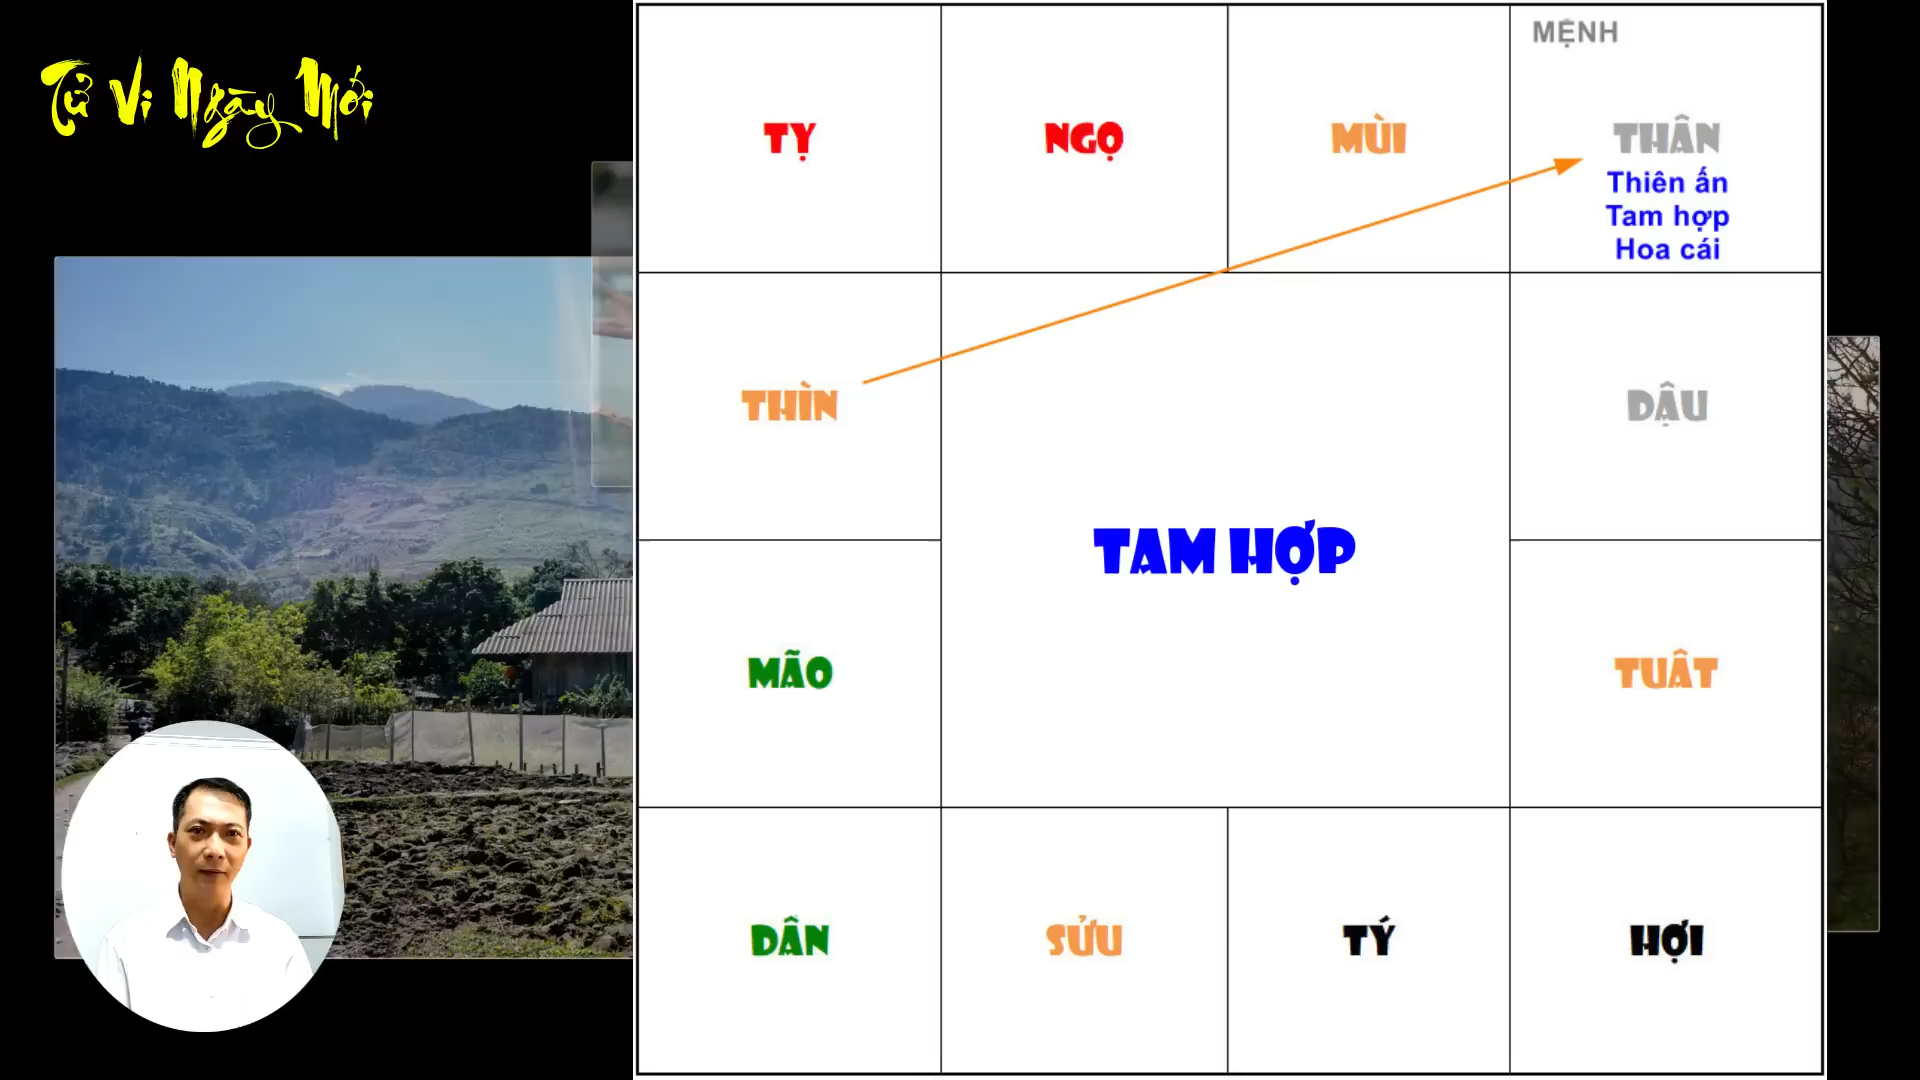 Tử Vi Ngày Mới
MỆNH
TỴ
NGỌ
MÙI
THÂN
Thiên ấn
Tam hợp
Hoa cái
THÌN
DẬU
TAM HỢP
MÃO
TUẤT
DẦN
SỬU
TÝ
HỢI